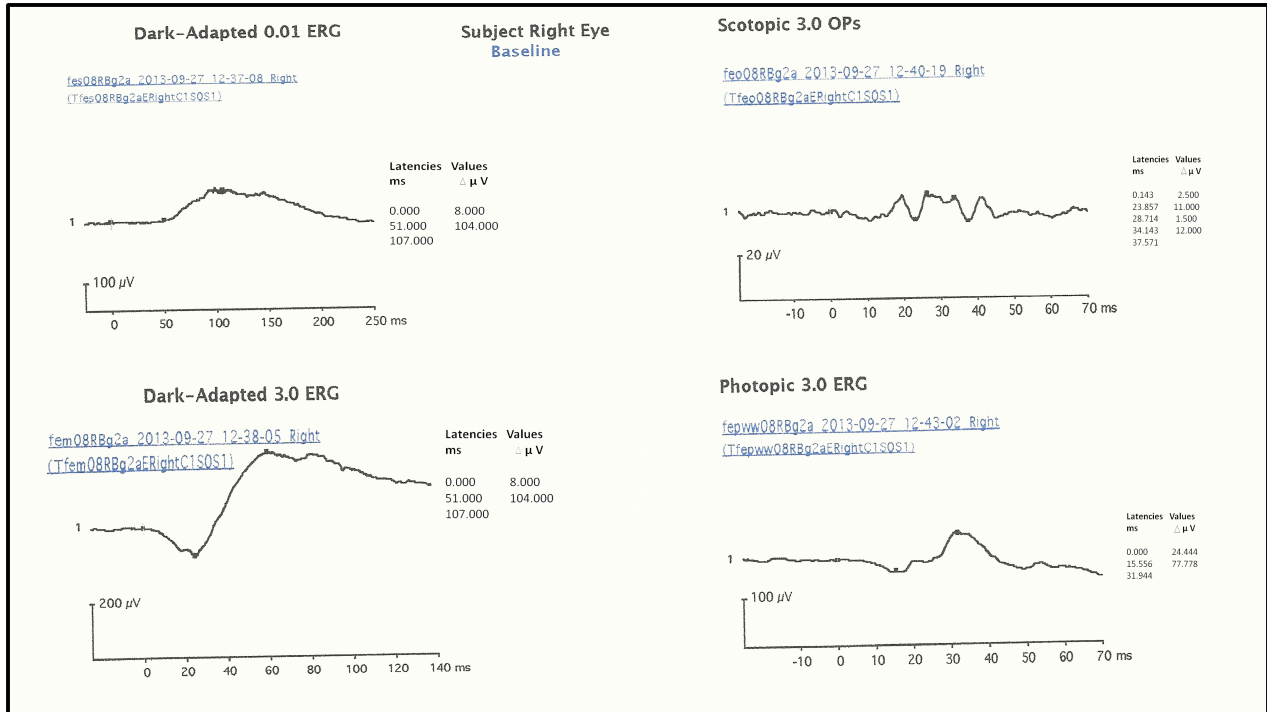 Dark-Adapted 0.01 ERG
Subject Right Eye
Baseline
fes08RBg2a 2013-09-27 12-37-08 Right
(Tfes08RBg2aERightC1S0S1)
Latencies Values
ms △ μ V
0.000 8.000
51.000 104.000
107.000
1
100 μV
0 50 100 150 200 250 ms
Scotopic 3.0 OPs
feo08RBg2a 2013-09-27 12-40-19 Right
(Tfeo08RBg2aERightC1S0S1)
Latencies Values
ms △ μ V
0.143 2.500
23.857 11.000
28.714 1.500
34.143 12.000
37.571
1
20 μV
-10 0 10 20 30 40 50 60 70 ms
Dark-Adapted 3.0 ERG
fem08RBg2a 2013-09-27 12-38-05 Right
(Tfem08RBg2aERightC1S0S1)
Latencies Values
ms △ μ V
0.000 8.000
51.000 104.000
107.000
1
200 μV
0 20 40 60 80 100 120 140 ms
Photopic 3.0 ERG
fepww08RBg2a 2013-09-27 12-43-02 Right
(Tfepww08RBg2aERightC1S0S1)
Latencies Values
ms △ μ V
0.000 24.444
15.556 77.778
31.944
1
100 μV
-10 0 10 20 30 40 50 60 70 ms